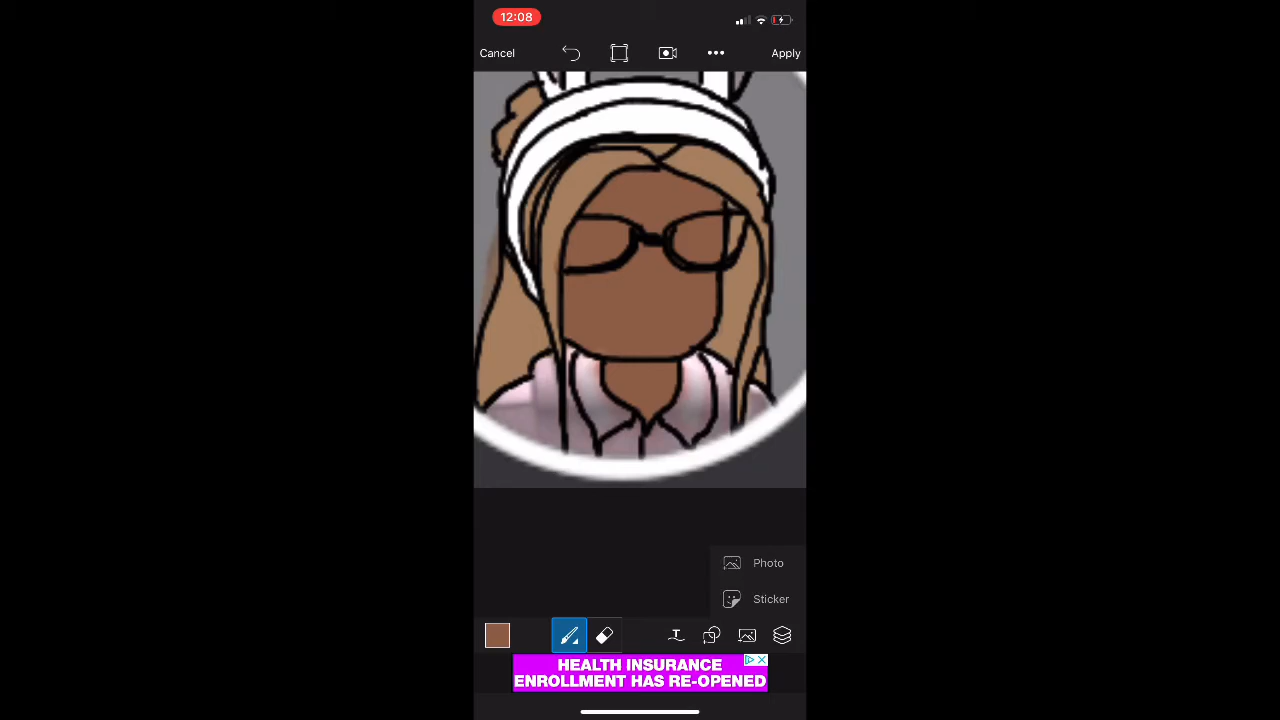 12:08
Cancel
Apply
Photo
Sticker
T
HEALTH INSURANCE
ENROLLMENT HAS RE-OPENED